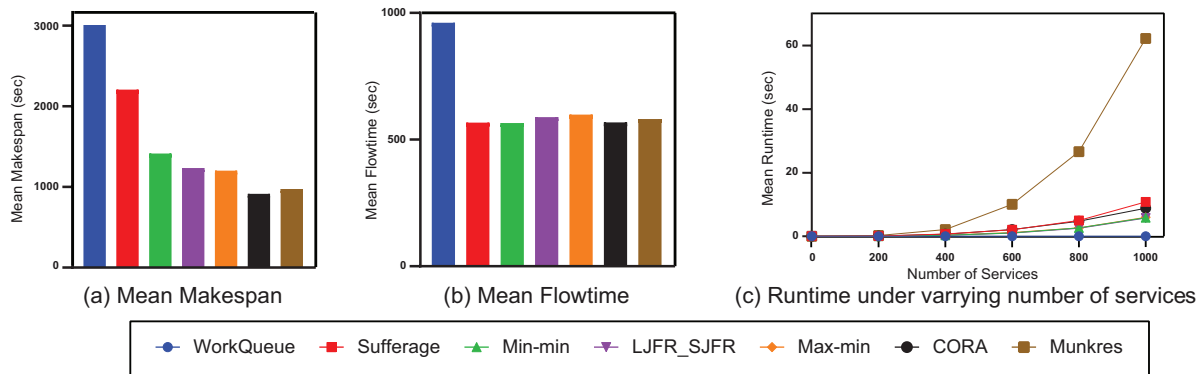 3000
2000
1000
0
Mean Makespan (sec)
(a) Mean Makespan
1000
500
0
Mean Flowtime (sec)
(b) Mean Flowtime
60
40
20
0
Mean Runtime (sec)
0 200 400 600 800 1000
Number of Services
(c) Runtime under varrying number of services
WorkQueue Sufferage Min-min LJFR_SJFR Max-min CORA Munkres